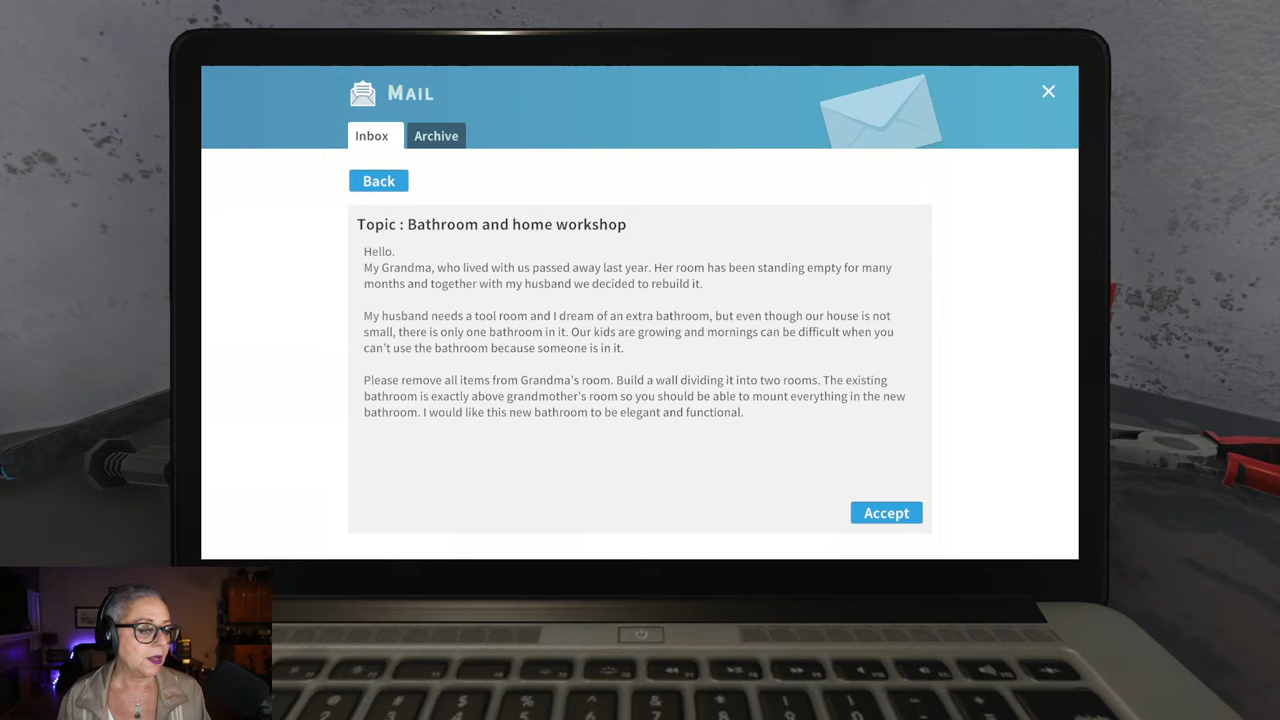 MAIL
Inbox
Archive
Back
Topic : Bathroom and home workshop
Hello.
My Grandma, who lived with us passed away last year. Her room has been standing empty for many
months and together with my husband we decided to rebuild it.
My husband needs a tool room and I dream of an extra bathroom, but even though our house is not
small, there is only one bathroom in it. Our kids are growing and mornings can be difficult when you
can't use the bathroom because someone is in it.
Please remove all items from Grandma's room. Build a wall dividing it into two rooms. The existing
bathroom is exactly above grandmother's room so you should be able to mount everything in the new
bathroom. I would like this new bathroom to be elegant and functional.
Accept